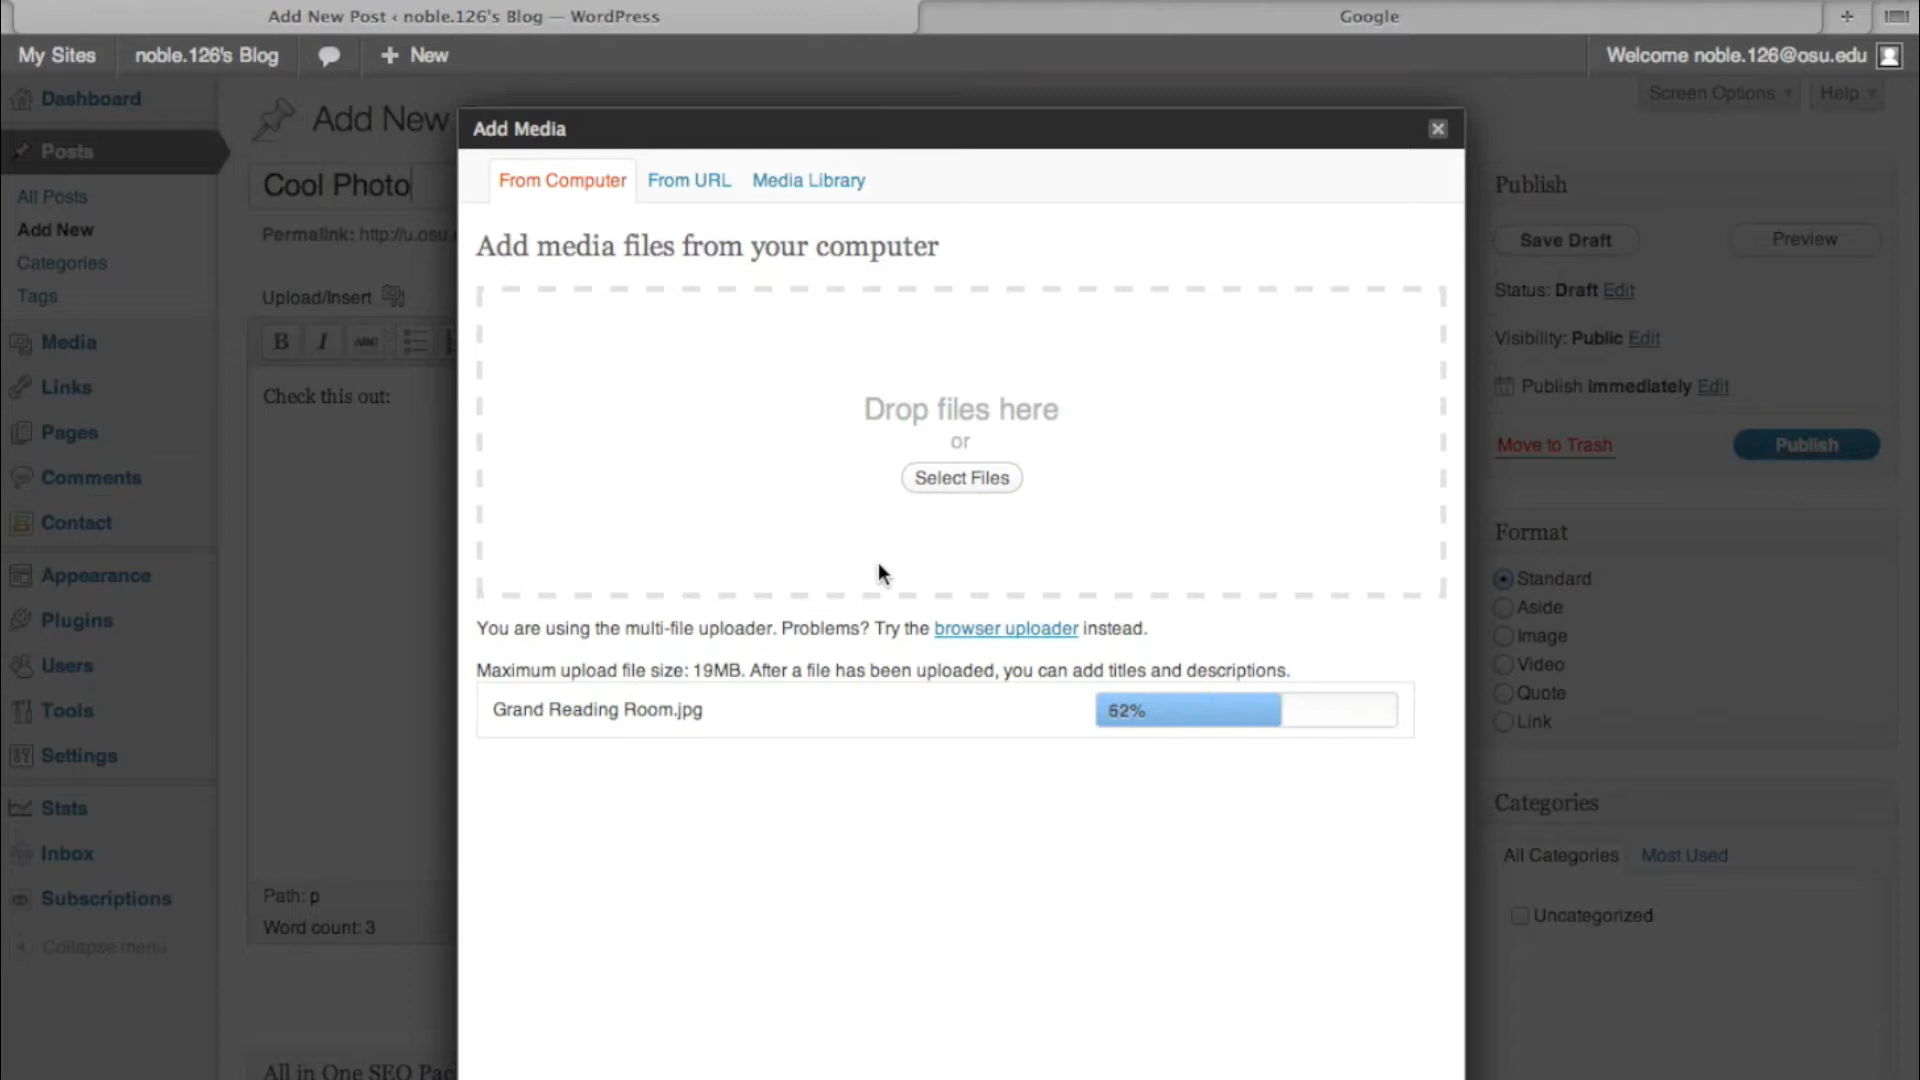 Add New Post ‹ noble.126's Blog — WordPress
Google
My Sites
noble.126's Blog
+ New
Welcome noble.126@osu.edu
Dashboard
Posts
All Posts
Add New
Categories
Tags
Media
Links
Pages
Comments
Contact
Appearance
Plugins
Users
Tools
Settings
Stats
Inbox
Subscriptions
Collapse menu
Screen Options
Help
Add New
Cool Photo
Permalink: http://u.osu.
Upload/Insert
B I ABC
Check this out:
Path: p
Word count: 3
All in One SEO Pac
Add Media
From Computer
From URL
Media Library
Add media files from your computer
Drop files here
or
Select Files
You are using the multi-file uploader. Problems? Try the browser uploader instead.
Maximum upload file size: 19MB. After a file has been uploaded, you can add titles and descriptions.
Grand Reading Room.jpg
62%
Publish
Save Draft
Preview
Status: Draft Edit
Visibility: Public Edit
Publish immediately Edit
Move to Trash
Publish
Format
Standard
Aside
Image
Video
Quote
Link
Categories
All Categories
Most Used
Uncategorized